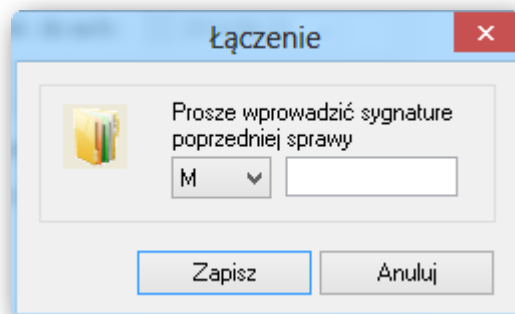 Łączenie
Prosze wprowadzić sygnature
poprzedniej sprawy
M
Zapisz
Anuluj